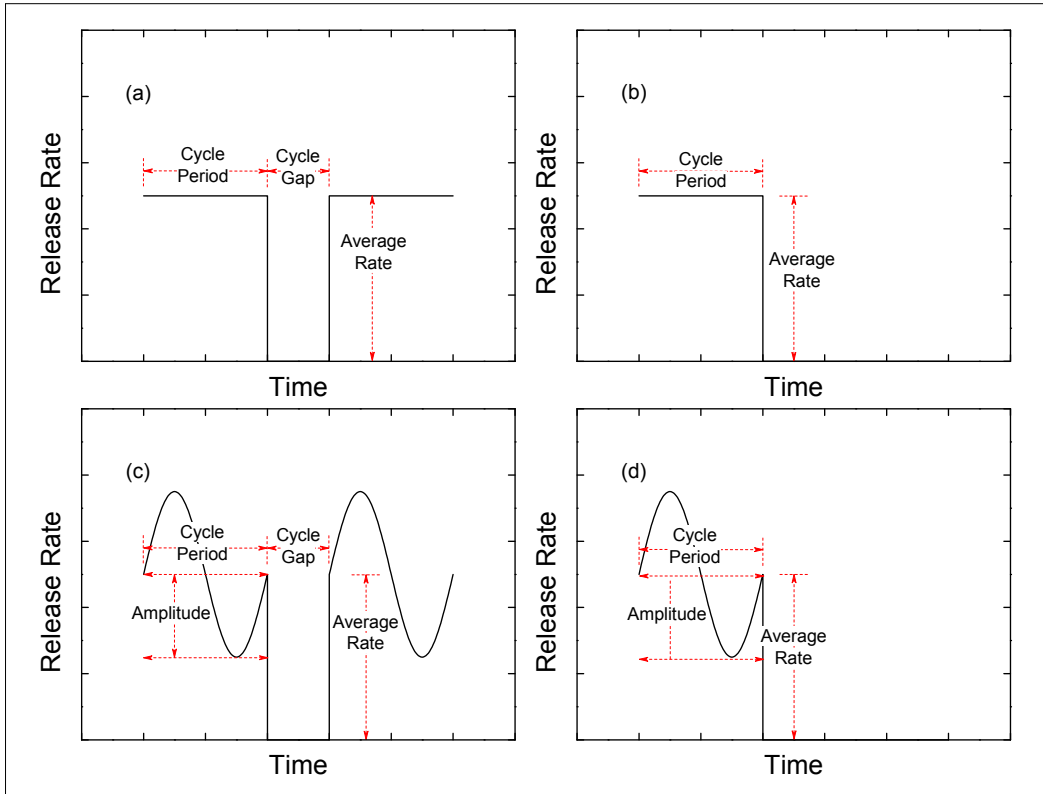 (a)
Cycle
Period
Cycle
Gap
Average
Rate
Release Rate
Time
(b)
Cycle
Period
Average
Rate
Release Rate
Time
(c)
Cycle
Period
Cycle
Gap
Amplitude
Average
Rate
Release Rate
Time
(d)
Cycle
Period
Amplitude
Average
Rate
Release Rate
Time